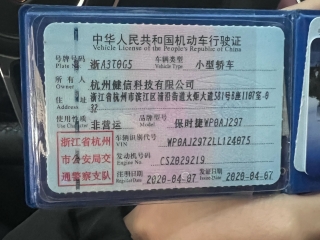 中华人民共和国机动车行驶证
Vehicle License of the People's Republic of China
号牌号码 浙A3T0G5 车辆类型 小型轿车
Plate No. Vehicle Type
所有人 杭州健信科技有限公司
Owner
住址 浙江省杭州市滨江区浦沿街道火炬大道581号B座1107室-0
Address 32
使用性质 非营运 品牌型号 保时捷WP0AJ297
Use Character Model
浙江省杭州市公安局交通警察支队
车辆识别代号 WP0AJ2972LL124075
VIN
发动机号码 CSZ829219
Engine No.
注册日期 2020-04-07 发证日期 2020-04-07
Register Date Issue Date